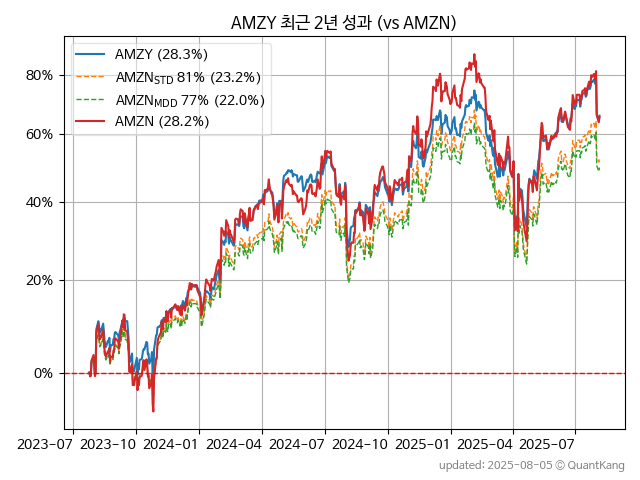 AMZY 최근 2년 성과 (vs AMZN)
AMZY (28.3%)
AMZN_STD 81% (23.2%)
AMZN_MDD 77% (22.0%)
AMZN (28.2%)
80%
60%
40%
20%
0%
2023-07 2023-10 2024-01 2024-04 2024-07 2024-10 2025-01 2025-04 2025-07
updated: 2025-08-05 © QuantKang